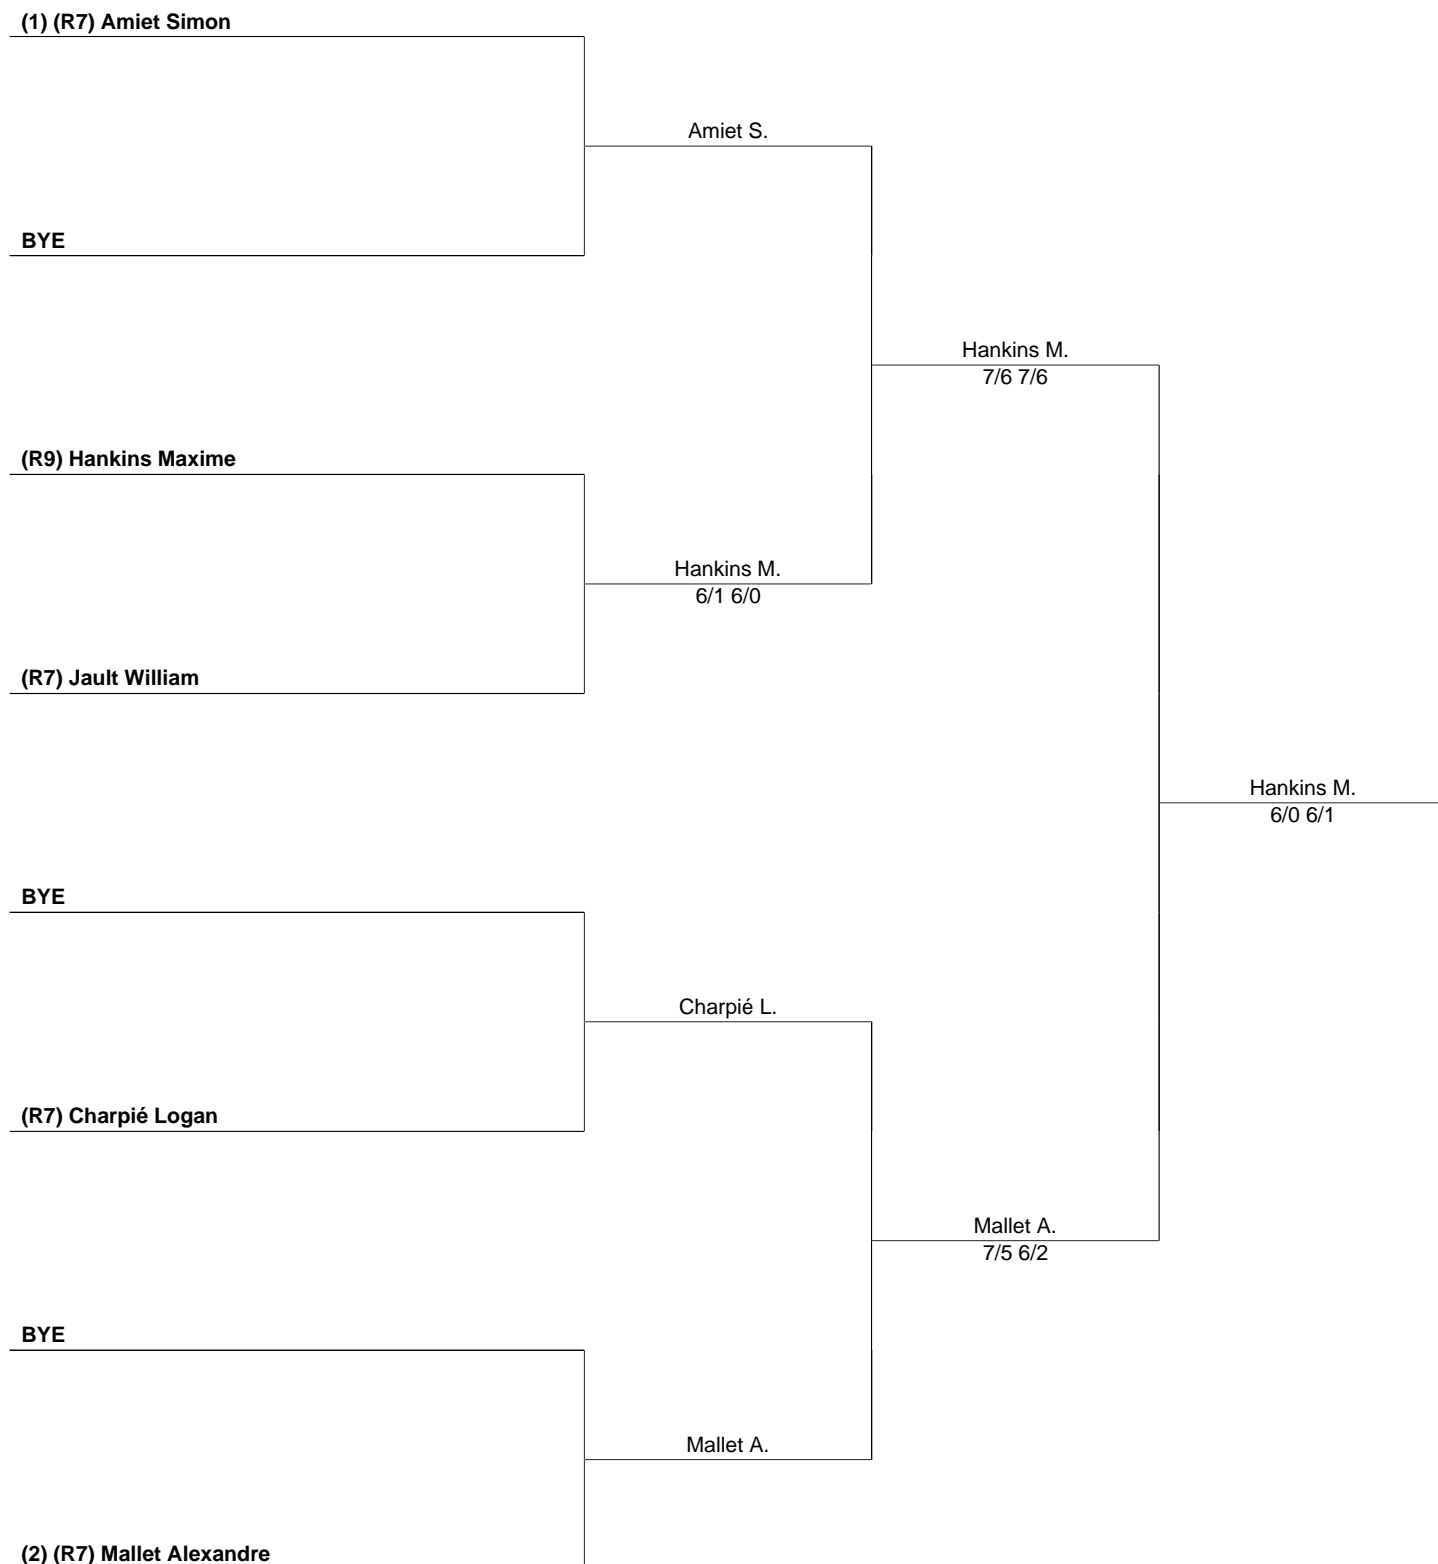 (1) (R7) Amiet Simon
Amiet S.
BYE
Hankins M.
7/6 7/6
(R9) Hankins Maxime
Hankins M.
6/1 6/0
(R7) Jault William
Hankins M.
6/0 6/1
BYE
Charpié L.
(R7) Charpié Logan
Mallet A.
7/5 6/2
BYE
Mallet A.
(2) (R7) Mallet Alexandre